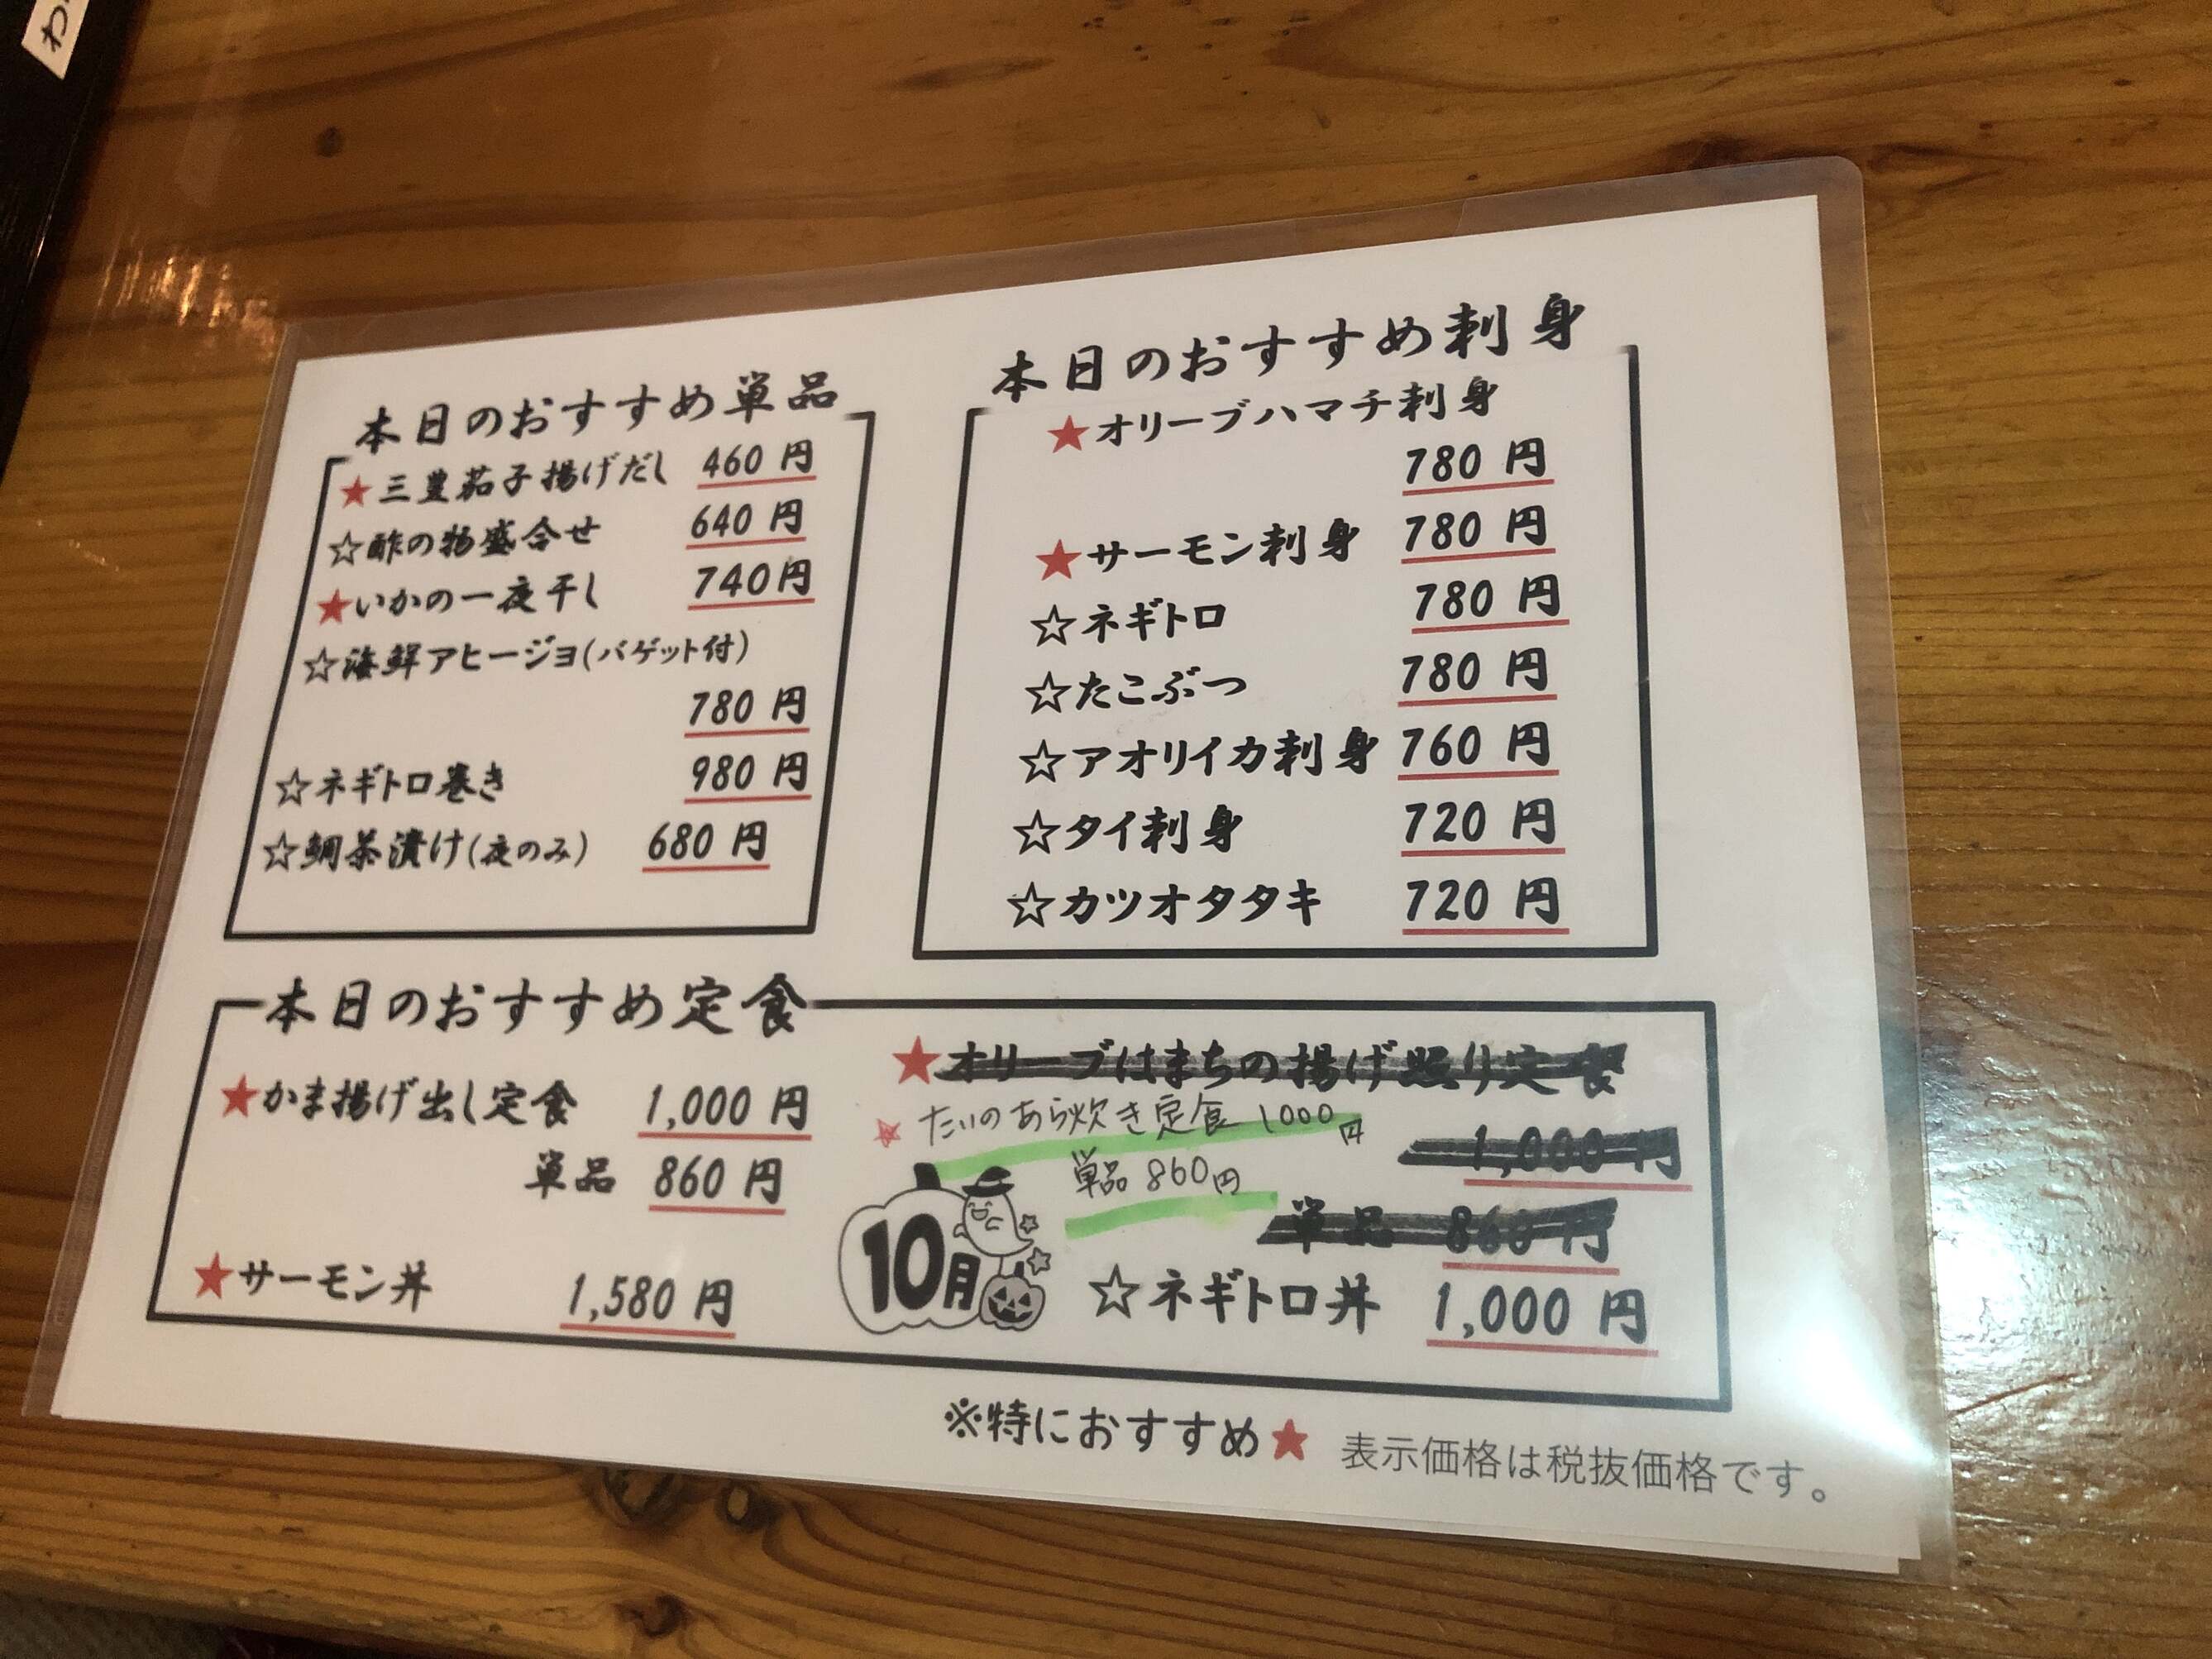 わ
本日のおすすめ単品
★三豊茄子揚げだし 460円
☆酢の物盛合せ 640円
★いかの一夜干し 740円
☆海鮮アヒージョ(バゲット付)
780円
☆ネギトロ巻き 980円
☆鯛茶漬け(夜のみ) 680円
本日のおすすめ刺身
★オリーブハマチ刺身
780円
★サーモン刺身 780円
☆ネギトロ 780円
☆たこぶつ 780円
☆アオリイカ刺身 760円
☆タイ刺身 720円
☆カツオタタキ 720円
本日のおすすめ定食
★かま揚げ出し定食 1,000円
単品 860円
★サーモン丼 1,580円
★オリーブはまちの揚げ照り定食
1,000円
単品 860円
☆たいのあら炊き定食 1000円
単品 860円
10月
☆ネギトロ丼 1,000円
※特におすすめ★ 表示価格は税抜価格です。